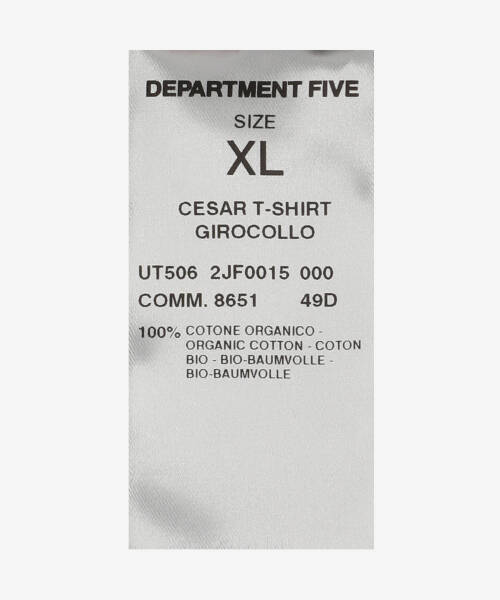 DEPARTMENT FIVE
SIZE
XL
CESAR T-SHIRT
GIROCOLLO
UT506 2JF0015 000
COMM. 8651 49D
100% COTONE ORGANICO -
ORGANIC COTTON - COTON
BIO - BIO-BAUMVOLLE -
BIO-BAUMVOLLE